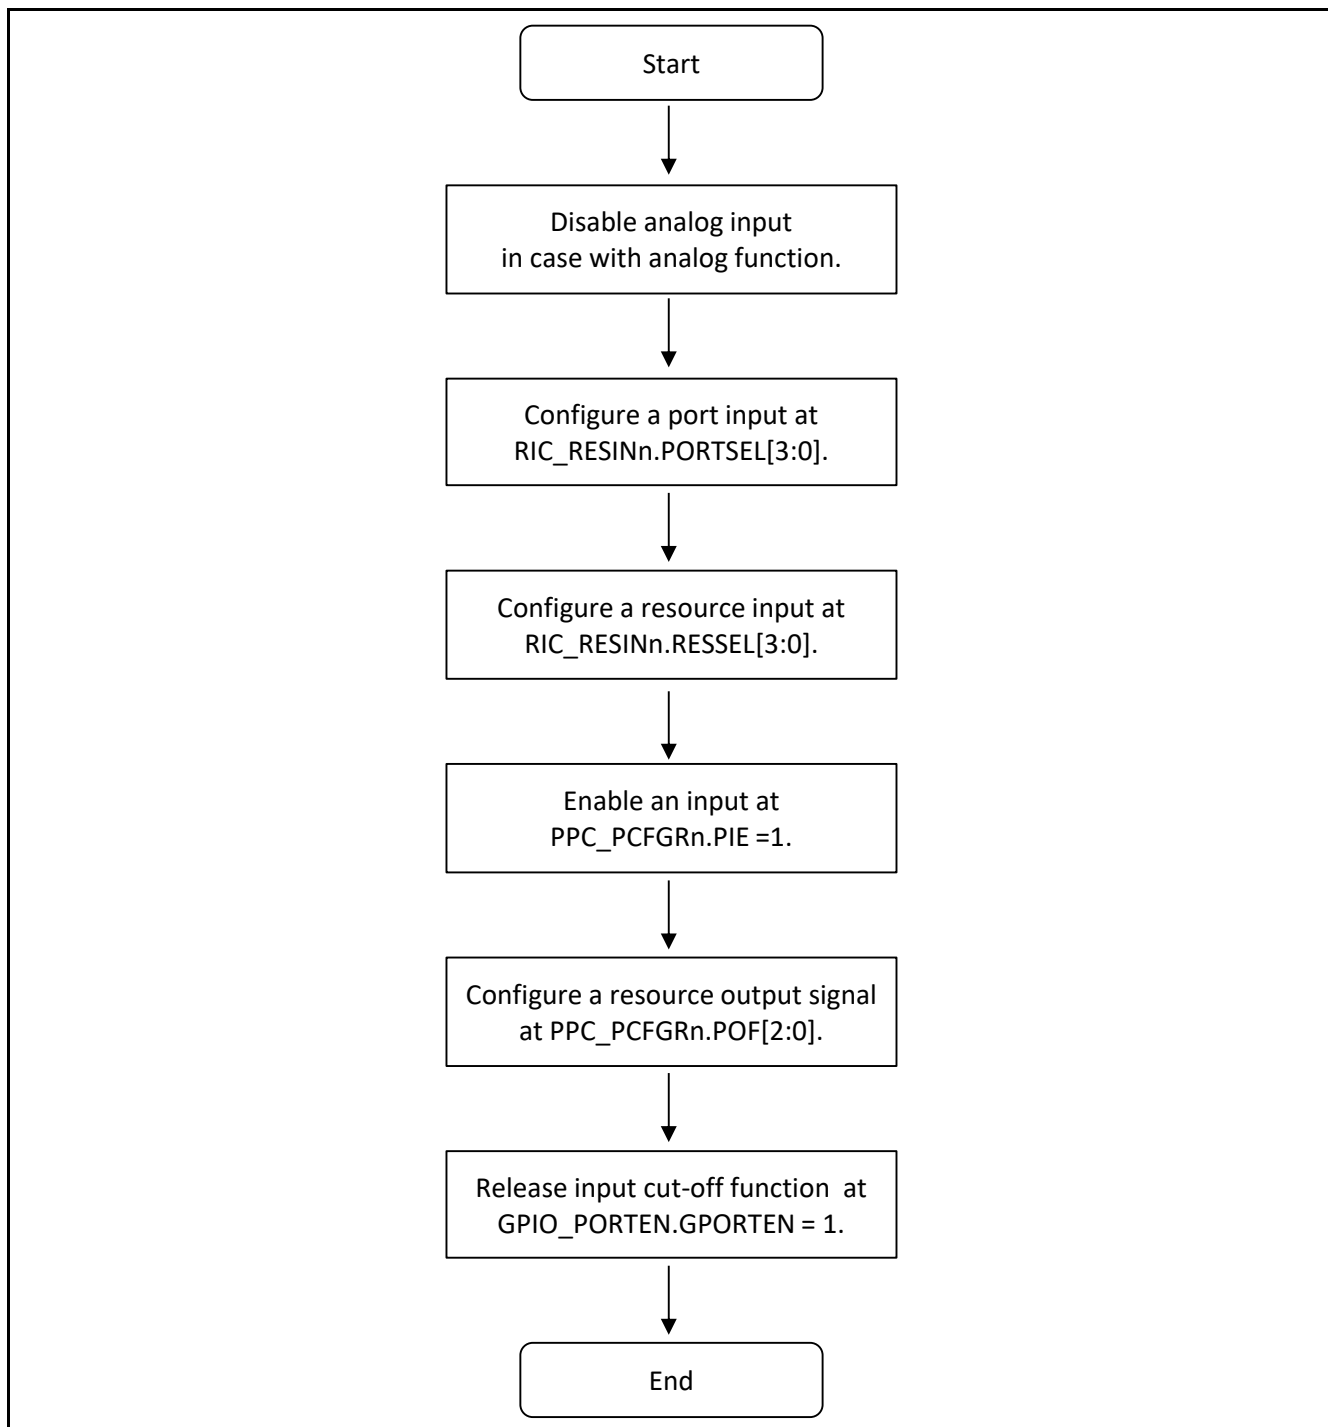 Start
Disable analog input
in case with analog function.
Configure a port input at
RIC_RESINn.PORTSEL[3:0].
Configure a resource input at
RIC_RESINn.RESSEL[3:0].
Enable an input at
PPC_PCFGRn.PIE =1.
Configure a resource output signal
at PPC_PCFGRn.POF[2:0].
Release input cut-off function  at
GPIO_PORTEN.GPORTEN = 1.
End